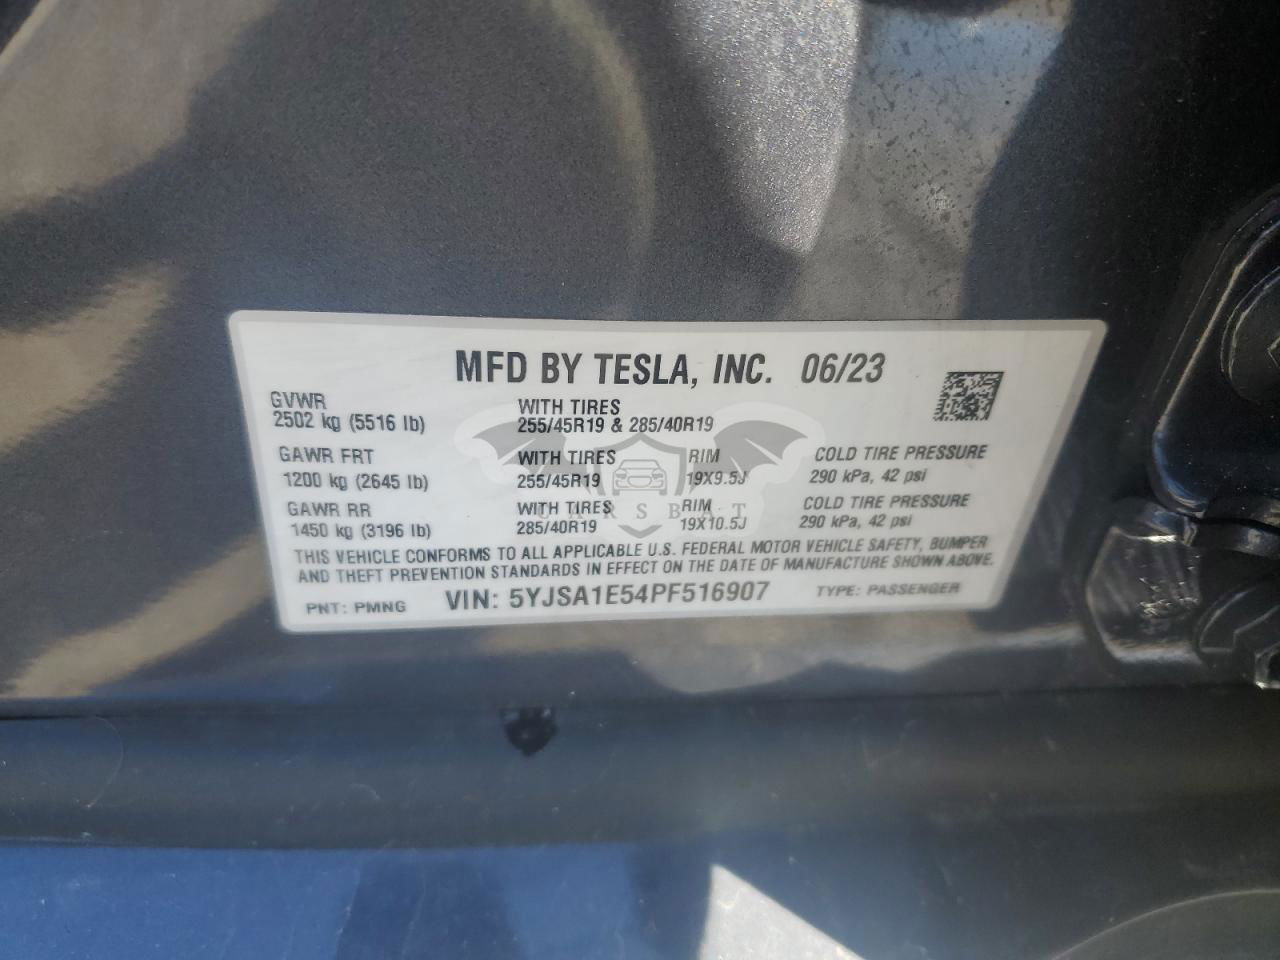 MFD BY TESLA, INC. 06/23
GVWR
2502 kg (5516 lb)
WITH TIRES
255/45R19 & 285/40R19
GAWR FRT
1200 kg (2645 lb)
WITH TIRES
255/45R19
RIM
19X9.5J
COLD TIRE PRESSURE
290 kPa, 42 psi
GAWR RR
1450 kg (3196 lb)
WITH TIRES
285/40R19
RIM
19X10.5J
COLD TIRE PRESSURE
290 kPa, 42 psi
CARSBAT
THIS VEHICLE CONFORMS TO ALL APPLICABLE U.S. FEDERAL MOTOR VEHICLE SAFETY, BUMPER
AND THEFT PREVENTION STANDARDS IN EFFECT ON THE DATE OF MANUFACTURE SHOWN ABOVE.
PNT: PMNG VIN: 5YJSA1E54PF516907 TYPE: PASSENGER